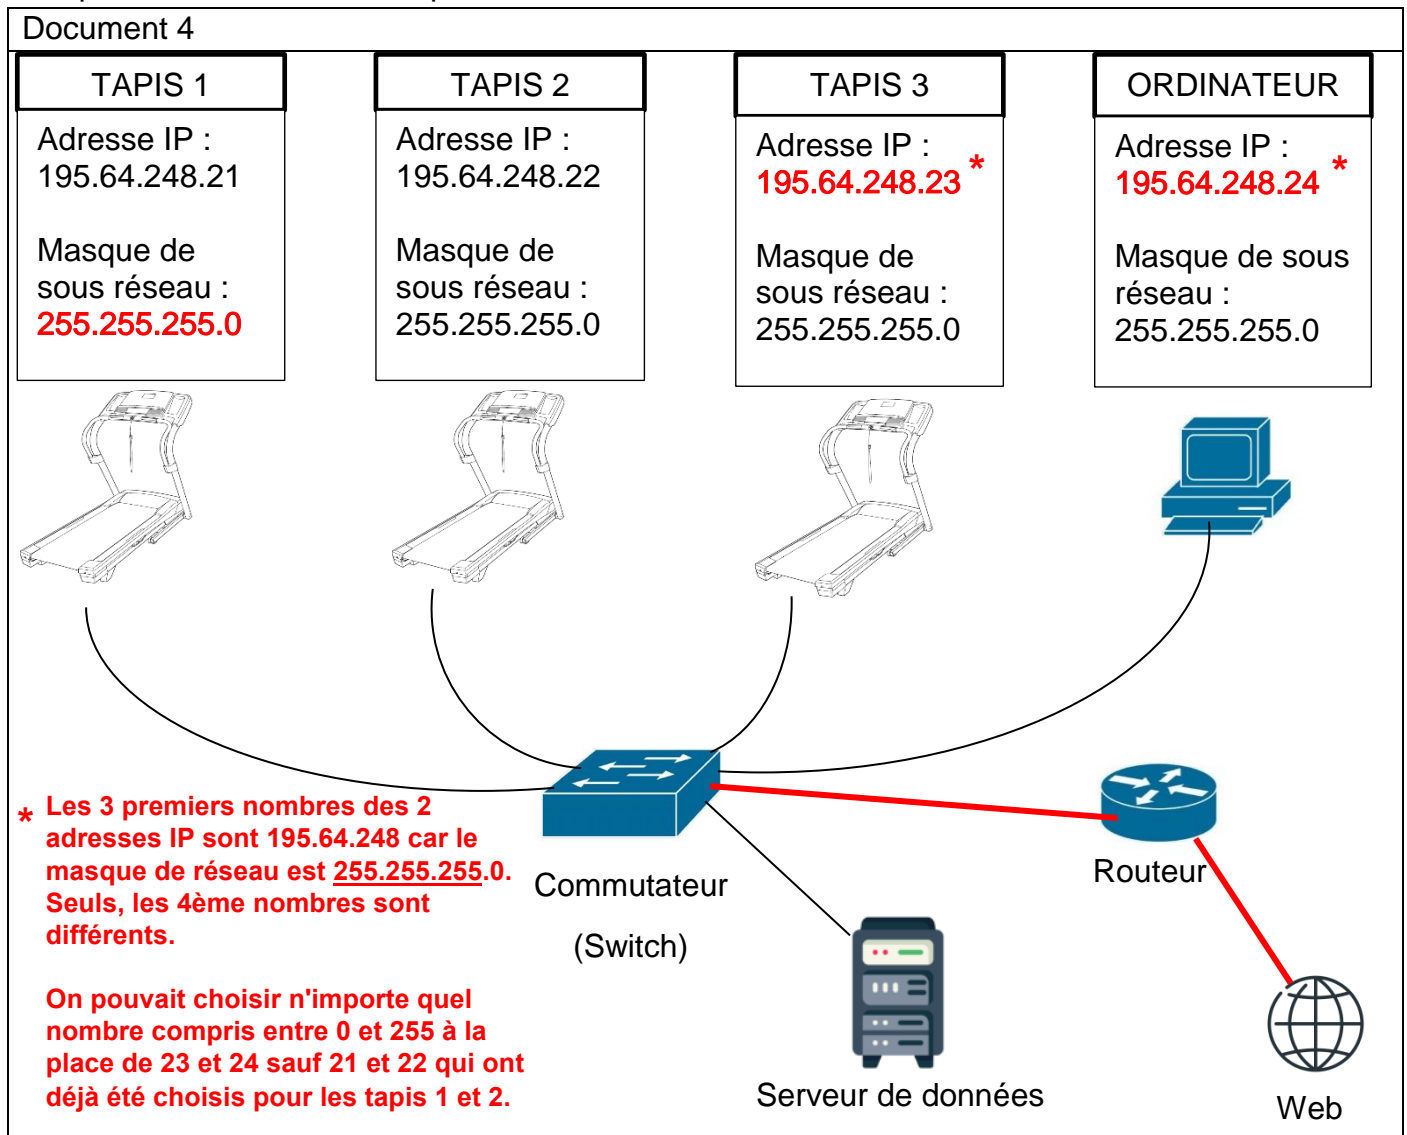 Document 4
TAPIS 1
Adresse IP :
195.64.248.21
Masque de
sous réseau :
255.255.255.0
TAPIS 2
Adresse IP :
195.64.248.22
Masque de
sous réseau :
255.255.255.0
TAPIS 3
Adresse IP :
195.64.248.23 *
Masque de
sous réseau :
255.255.255.0
ORDINATEUR
Adresse IP :
195.64.248.24 *
Masque de sous
réseau :
255.255.255.0
* Les 3 premiers nombres des 2
adresses IP sont 195.64.248 car le
masque de réseau est 255.255.255.0.
Seuls, les 4ème nombres sont
différents.
On pouvait choisir n'importe quel
nombre compris entre 0 et 255 à la
place de 23 et 24 sauf 21 et 22 qui ont
déjà été choisis pour les tapis 1 et 2.
Commutateur
(Switch)
Routeur
Serveur de données
Web